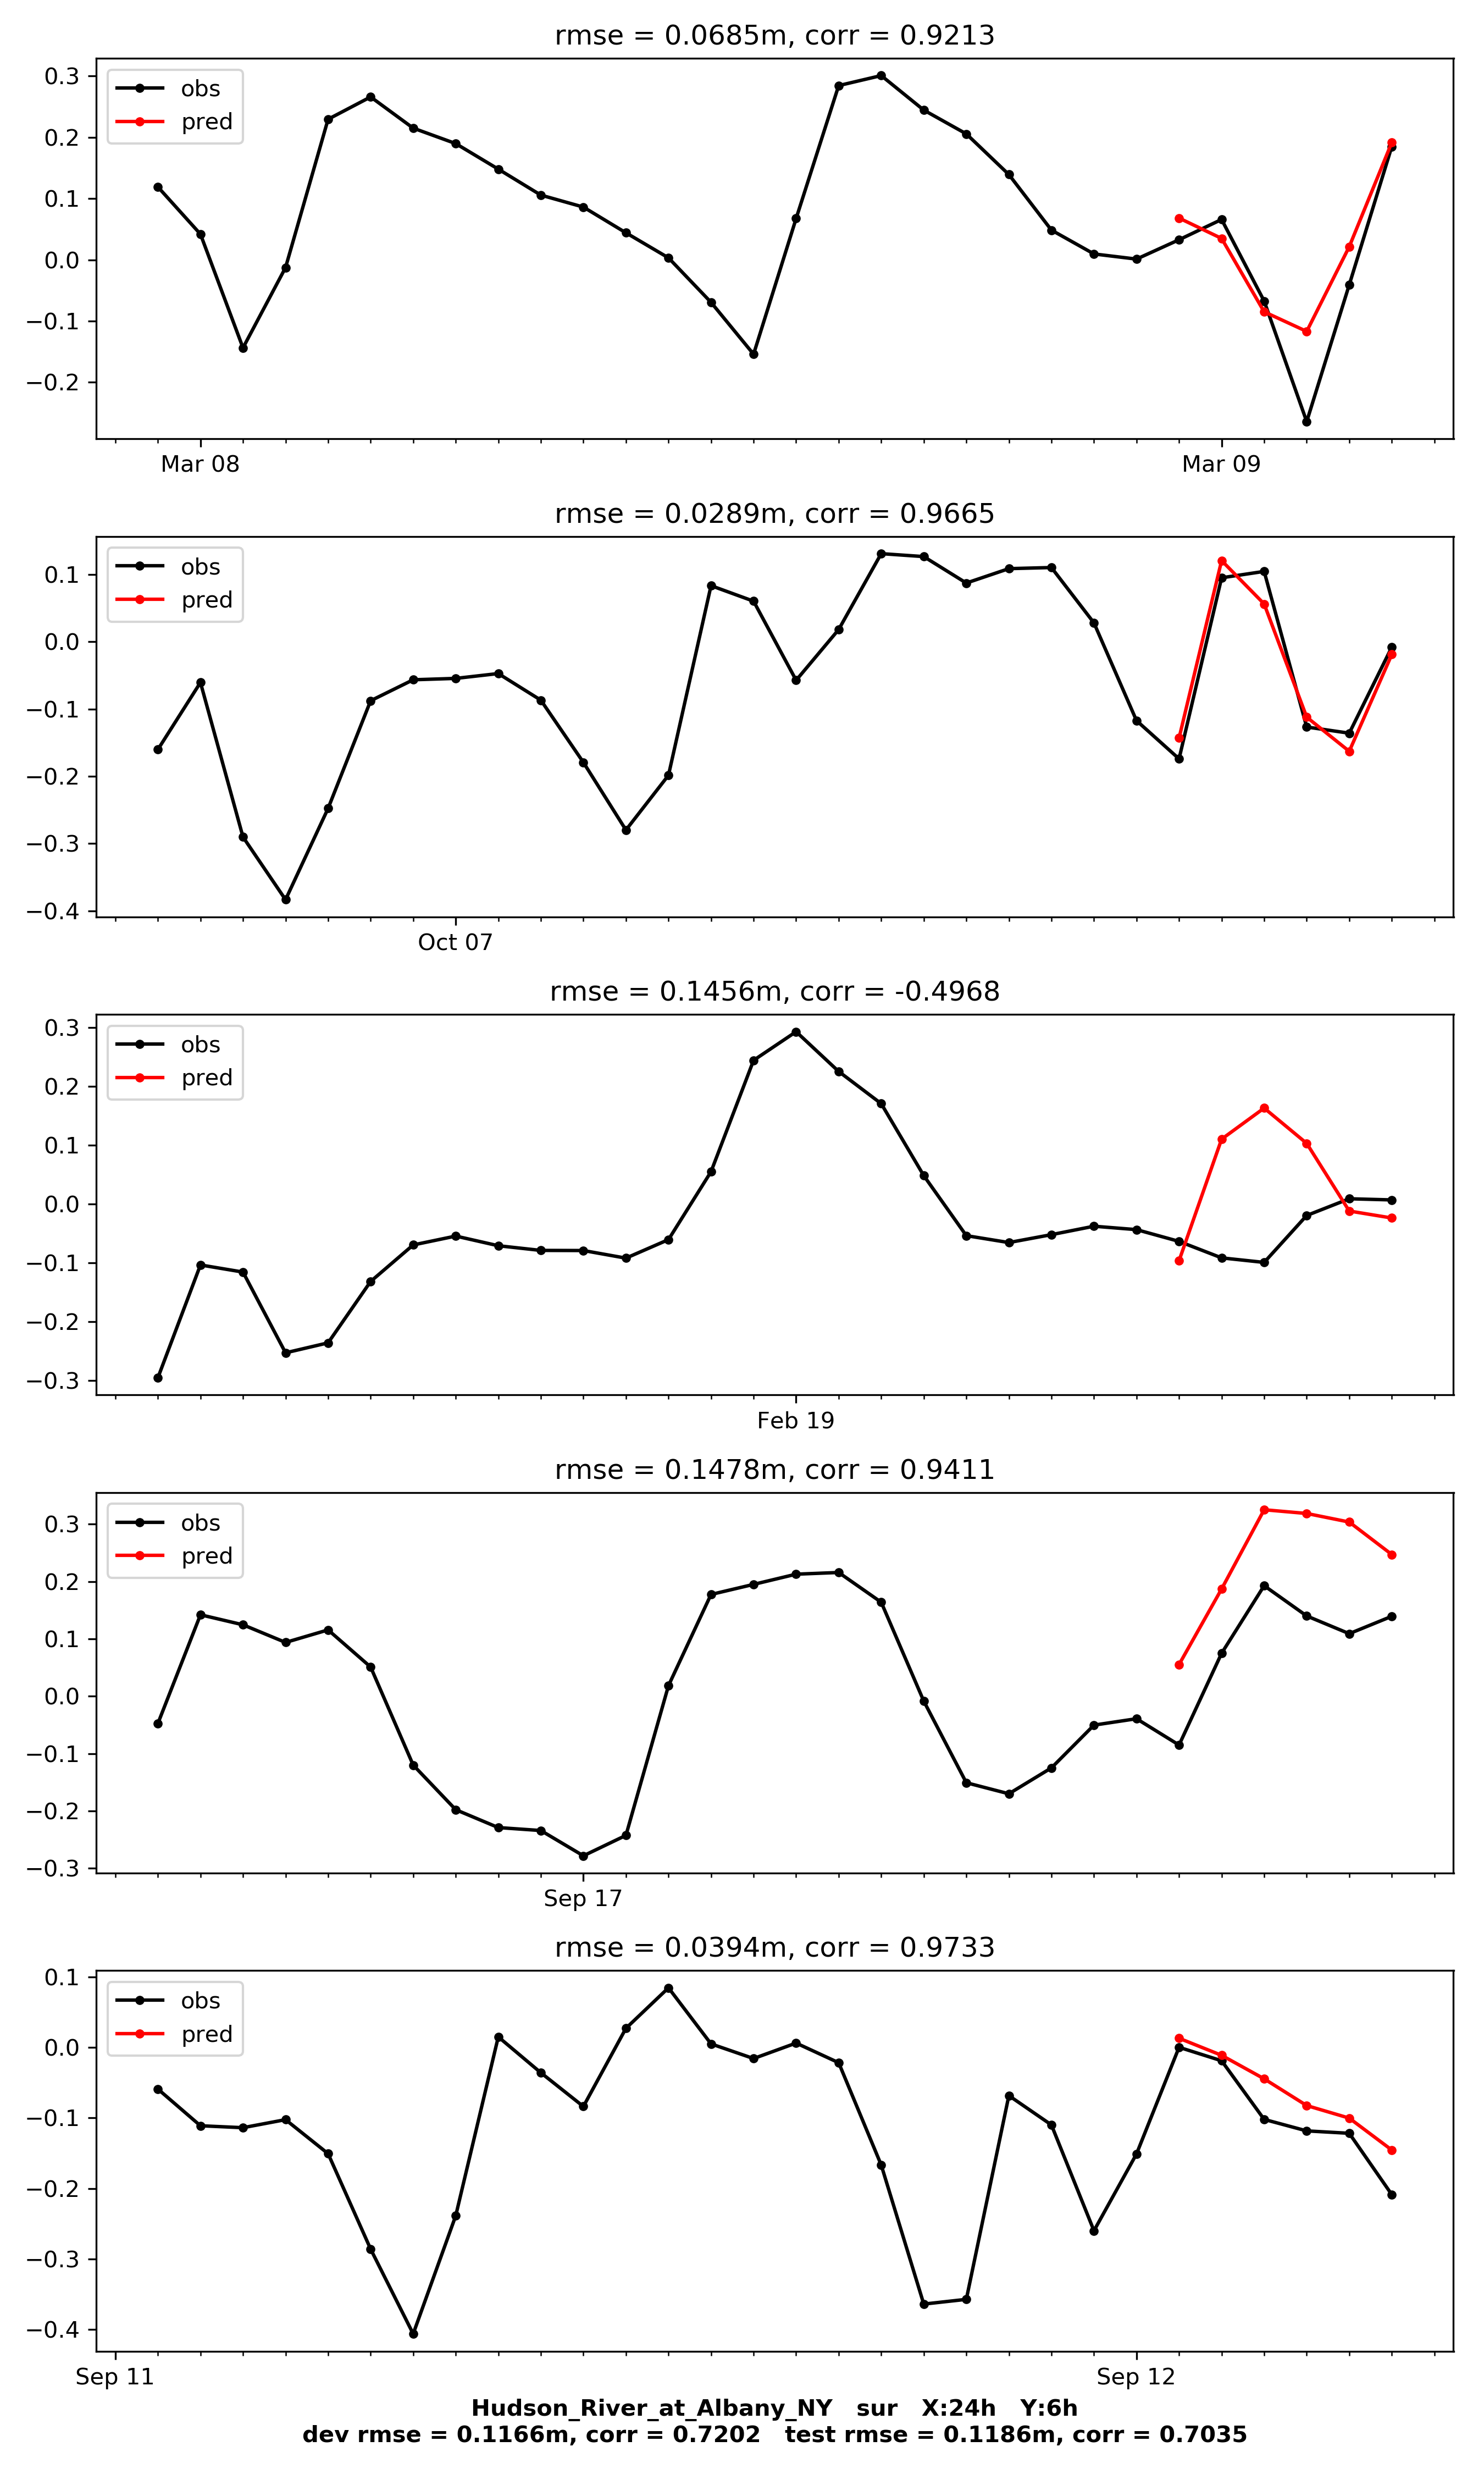 rmse = 0.0685m, corr = 0.9213
obs
pred
0.3
0.2
0.1
0.0
−0.1
−0.2
Mar 08 Mar 09
rmse = 0.0289m, corr = 0.9665
obs
pred
0.1
0.0
−0.1
−0.2
−0.3
−0.4
Oct 07
rmse = 0.1456m, corr = -0.4968
obs
pred
0.3
0.2
0.1
0.0
−0.1
−0.2
−0.3
Feb 19
rmse = 0.1478m, corr = 0.9411
obs
pred
0.3
0.2
0.1
0.0
−0.1
−0.2
−0.3
Sep 17
rmse = 0.0394m, corr = 0.9733
obs
pred
0.1
0.0
−0.1
−0.2
−0.3
−0.4
Sep 11 Sep 12
Hudson_River_at_Albany_NY sur X:24h Y:6h
dev rmse = 0.1166m, corr = 0.7202 test rmse = 0.1186m, corr = 0.7035